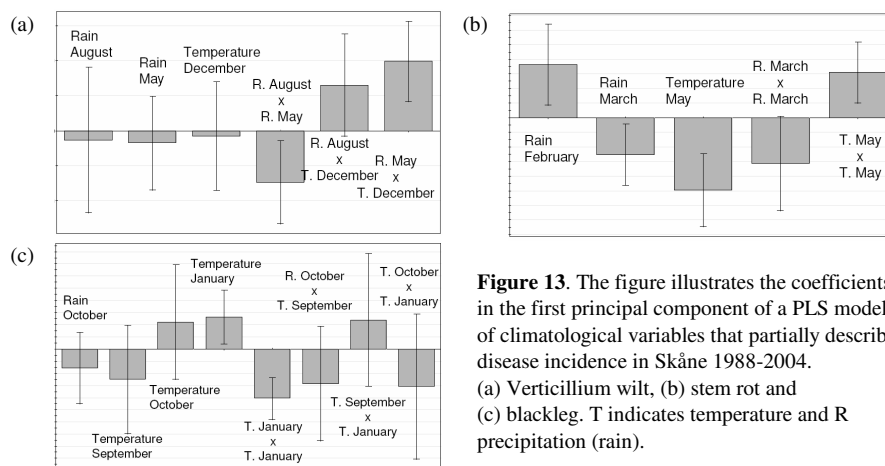 (a)
Rain
August
Rain
May
Temperature
December
R. August
x
R. May
R. August
x
T. December
R. May
x
T. December
(b)
Rain
February
Rain
March
Temperature
May
R. March
x
R. March
T. May
x
T. May
(c)
Rain
October
Temperature
September
Temperature
October
Temperature
January
T. January
x
T. January
R. October
x
T. September
T. September
x
T. January
T. October
x
T. January
Figure 13. The figure illustrates the coefficients
in the first principal component of a PLS model
of climatological variables that partially describ
disease incidence in Skåne 1988-2004.
(a) Verticillium wilt, (b) stem rot and
(c) blackleg. T indicates temperature and R
precipitation (rain).